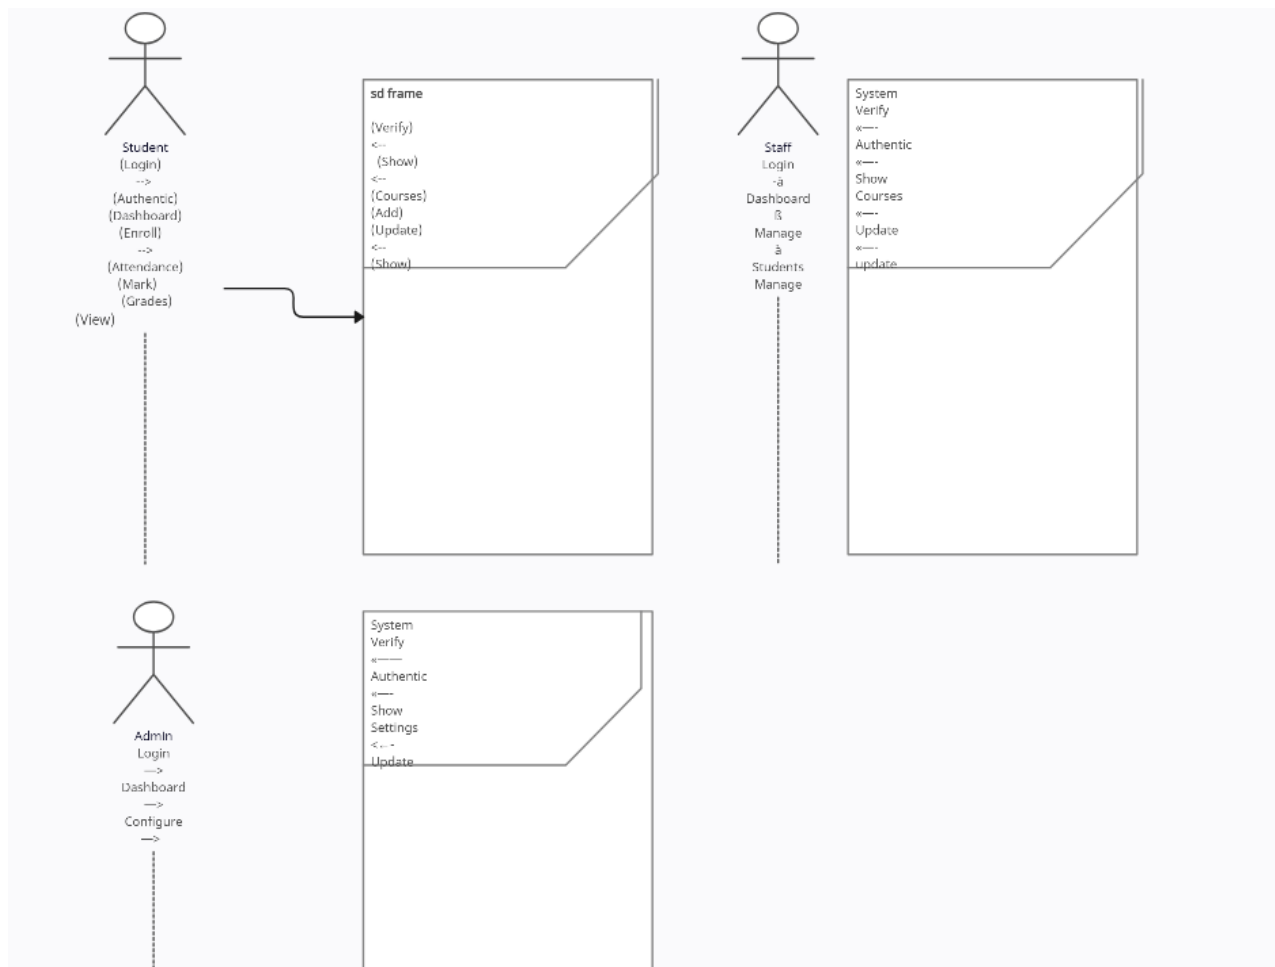 Student
(Login)
-->
(Authentic)
(Dashboard)
(Enroll)
-->
(Attendance)
(Mark)
(Grades)
(View)
sd frame
(Verify)
<--
(Show)
<--
(Courses)
(Add)
(Update)
<--
(Show)
Staff
Login
-à
Dashboard
ß
Manage
à
Students
Manage
System
Verify
«—-
Authentic
«—-
Show
Courses
«—-
Update
«—-
update
Admin
Login
—>
Dashboard
—>
Configure
—>
System
Verify
«——
Authentic
«—-
Show
Settings
<---
Update